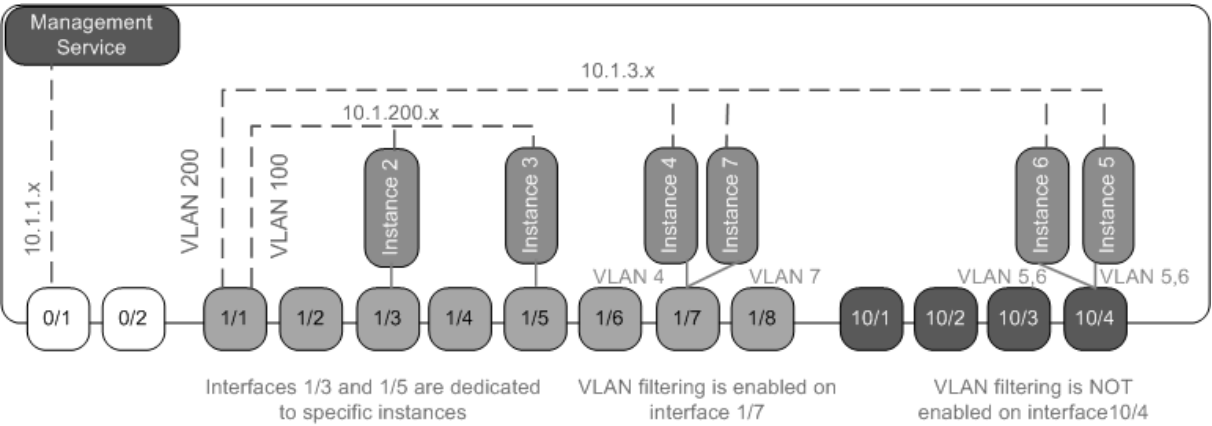 Management
Service
10.1.3.x
10.1.200.x
10.1.1.x
VLAN 200
VLAN 100
Instance 2
Instance 3
Instance 4
Instance 7
Instance 6
Instance 5
VLAN 4
VLAN 7
VLAN 5,6
VLAN 5,6
0/1
0/2
1/1
1/2
1/3
1/4
1/5
1/6
1/7
1/8
10/1
10/2
10/3
10/4
Interfaces 1/3 and 1/5 are dedicated
to specific instances
VLAN filtering is enabled on
interface 1/7
VLAN filtering is NOT
enabled on interface10/4